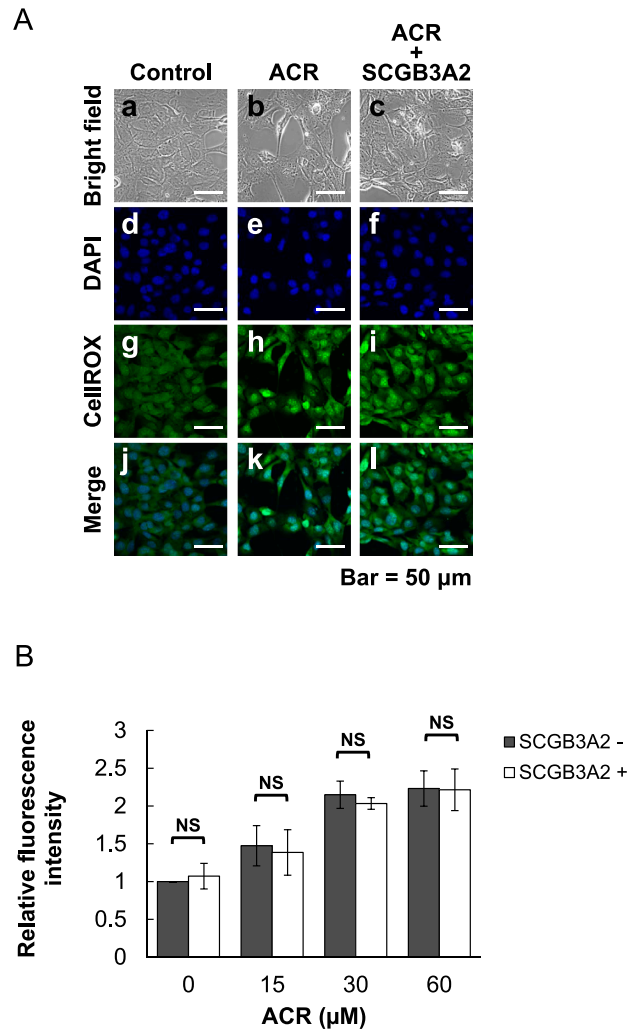 A
Control
ACR
ACR
+
SCGB3A2
Bright field
a
b
c
DAPI
d
e
f
CellROX
g
h
i
Merge
j
k
l
Bar = 50 µm
B
Relative fluorescence
intensity
3
2.5
2
1.5
1
0.5
0
NS
NS
NS
NS
SCGB3A2 -
SCGB3A2 +
0
15
30
60
ACR (µM)